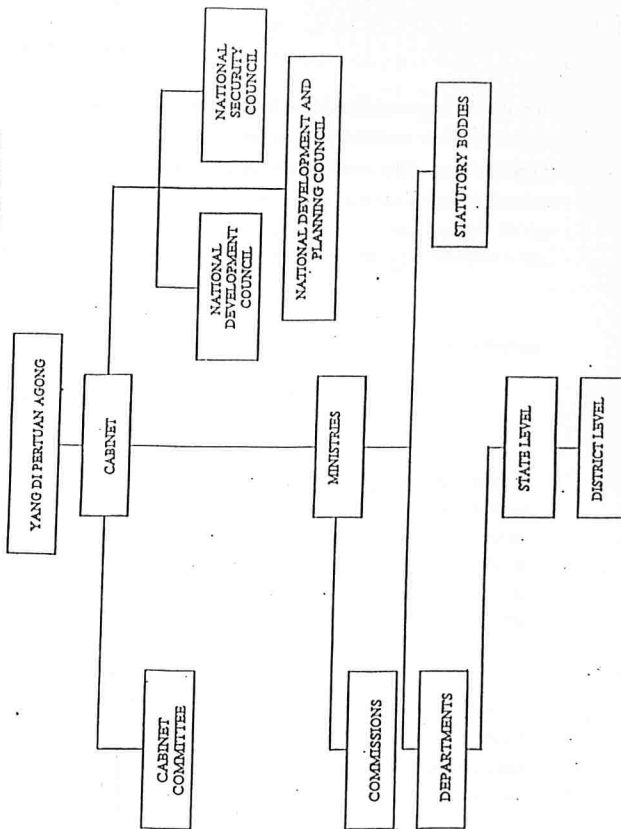 YANG DI PERTUAN AGONG
CABINET
CABINET
COMMITTEE
NATIONAL
DEVELOPMENT
COUNCIL
NATIONAL
SECURITY
COUNCIL
NATIONAL DEVELOPMENT AND
PLANNING COUNCIL
MINISTRIES
COMMISSIONS
DEPARTMENTS
STATUTORY BODIES
STATE LEVEL
DISTRICT LEVEL